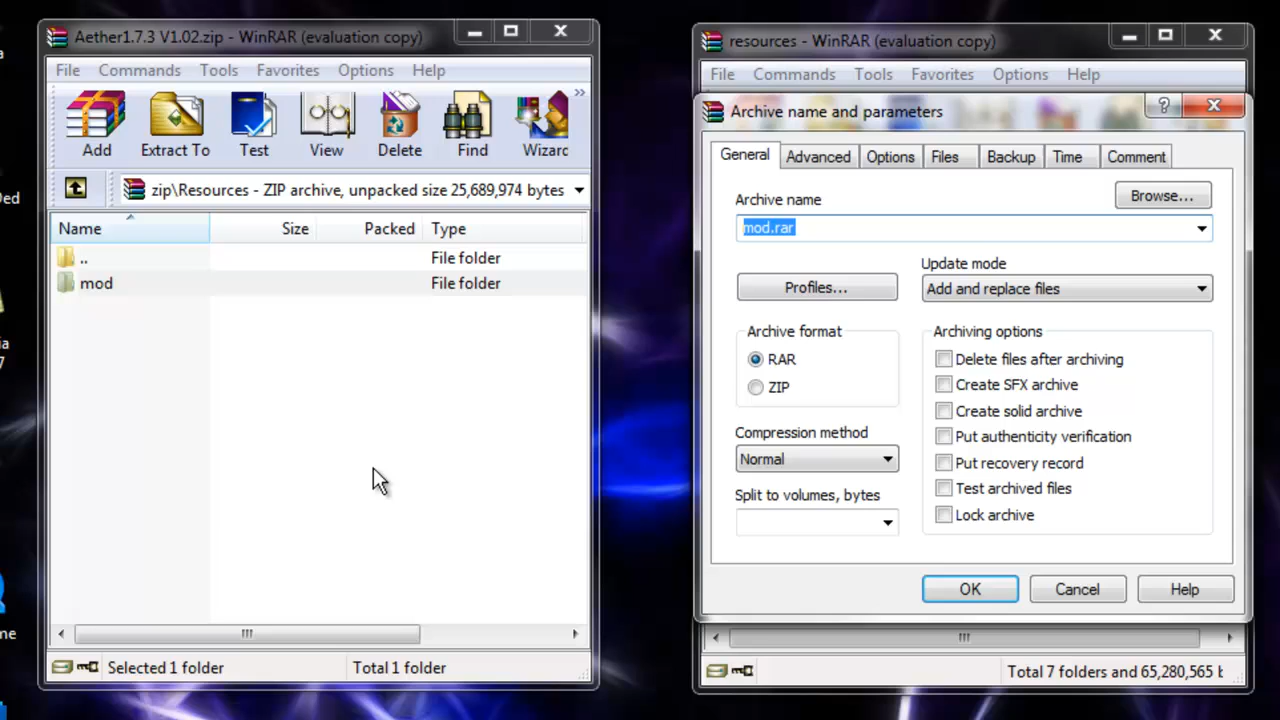 Aether1.7.3 V1.02.zip - WinRAR (evaluation copy)
File Commands Tools Favorites Options Help
Add Extract To Test View Delete Find Wizard
»
zip\Resources - ZIP archive, unpacked size 25,689,974 bytes
Name Size Packed Type
.. File folder
mod File folder
Selected 1 folder Total 1 folder
resources - WinRAR (evaluation copy)
File Commands Tools Favorites Options Help
Archive name and parameters
?
General Advanced Options Files Backup Time Comment
Archive name
Browse...
mod.rar
Update mode
Profiles...
Add and replace files
Archive format
RAR
ZIP
Compression method
Normal
Split to volumes, bytes
Archiving options
Delete files after archiving
Create SFX archive
Create solid archive
Put authenticity verification
Put recovery record
Test archived files
Lock archive
OK Cancel Help
Total 7 folders and 65,280,565 b
a
Ded
ia
7
me